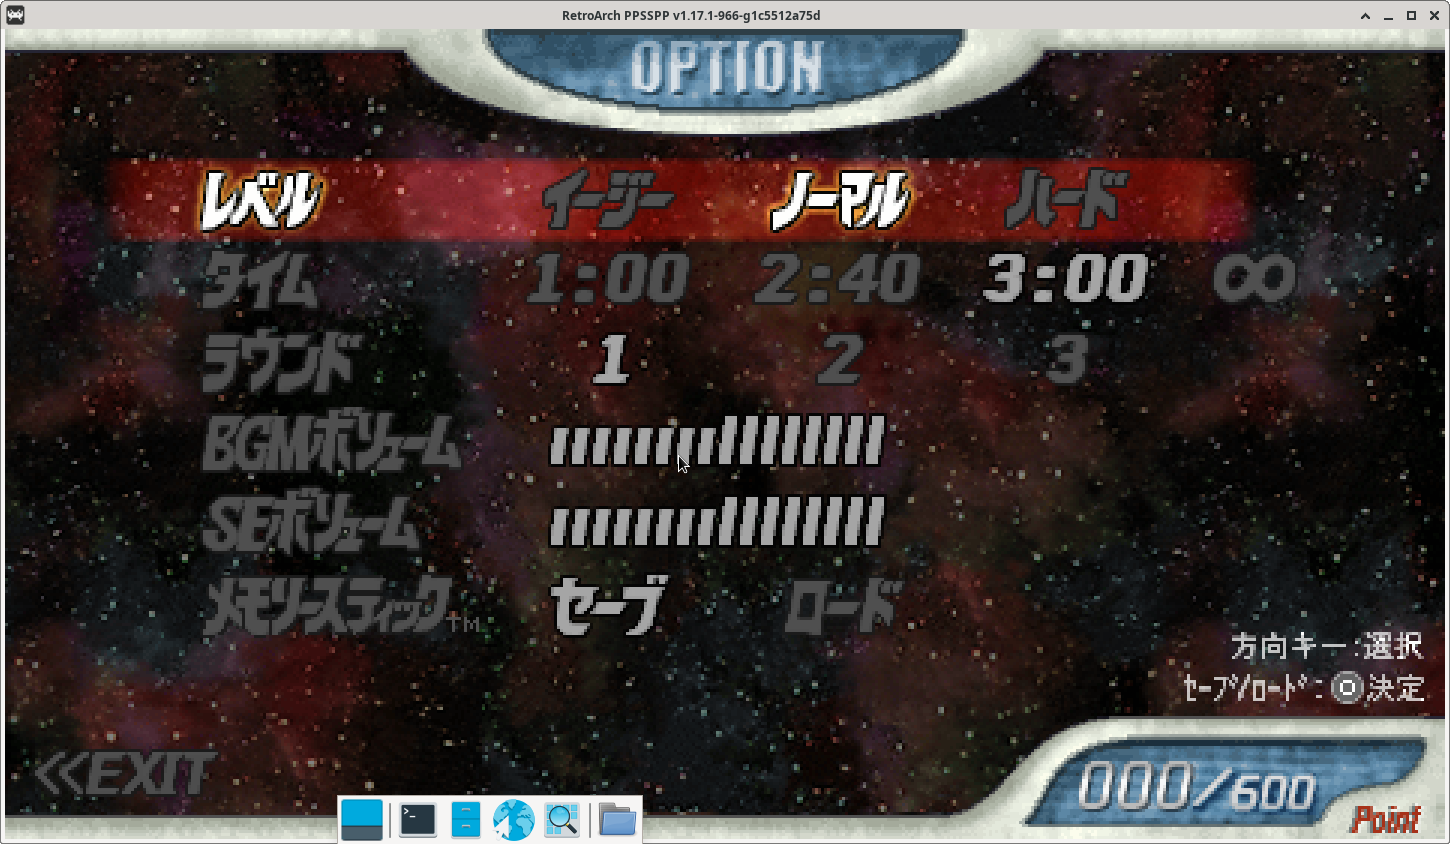 RetroArch PPSSPP v1.17.1-966-g1c5512a75d
OPTION
レベル イージー ノーマル ハード
タイム 1:00 2:40 3:00 ∞
ラウンド 1 2 3
BGMボリューム
SEボリューム
メモリースティック™ セーブ ロード
方向キー:選択
ｾｰﾌﾞ/ﾛｰﾄﾞ:◎決定
<<EXIT
000/600
Point